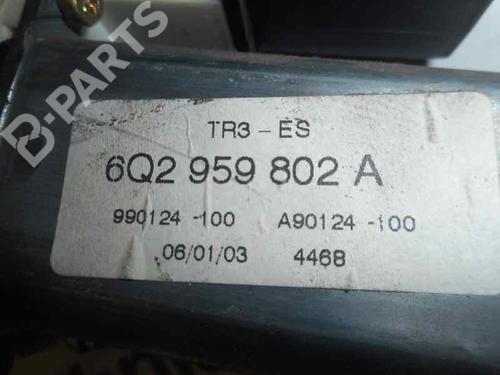 B-PARTS
TR3-ES
6Q2 959 802 A
990124-100 A90124-100
06/01/03 4468